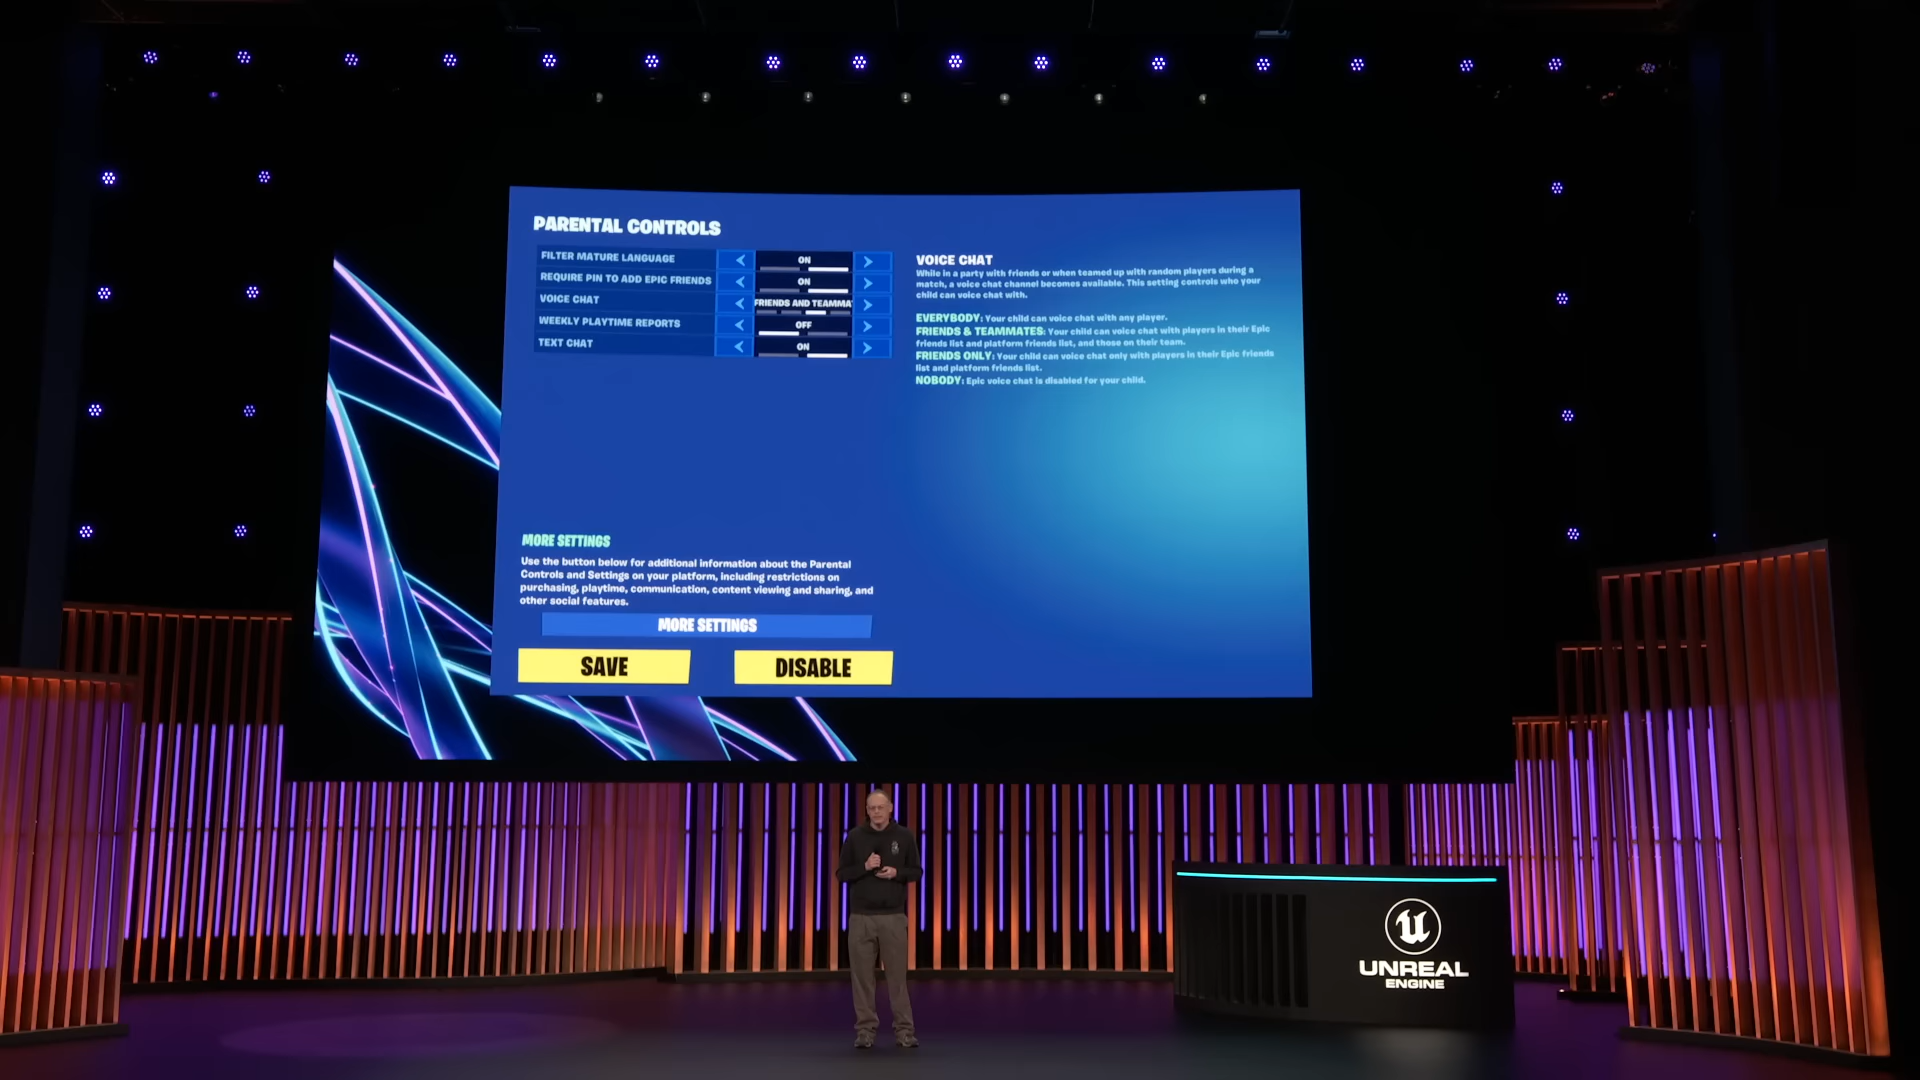 PARENTAL CONTROLS
FILTER MATURE LANGUAGE
ON
REQUIRE PIN TO ADD EPIC FRIENDS
ON
VOICE CHAT
FRIENDS AND TEAMMA
WEEKLY PLAYTIME REPORTS
OFF
TEXT CHAT
ON
VOICE CHAT
While in a party with friends or when teamed up with random players during a
match, a voice chat channel becomes available. This setting controls who your
child can voice chat with.
EVERYBODY: Your child can voice chat with any player.
FRIENDS & TEAMMATES: Your child can voice chat with players in their Epic
friends list and platform friends list, and those on their team.
FRIENDS ONLY: Your child can voice chat only with players in their Epic friends
list and platform friends list.
NOBODY: Epic voice chat is disabled for your child.
MORE SETTINGS
Use the button below for additional information about the Parental
Controls and Settings on your platform, including restrictions on
purchasing, playtime, communication, content viewing and sharing, and
other social features.
MORE SETTINGS
SAVE
DISABLE
UNREAL
ENGINE